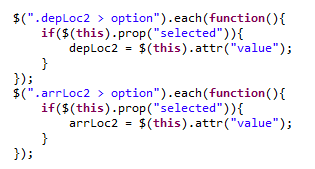 $(".depLoc2 > option").each(function(){
    if($(this).prop("selected")){
        depLoc2 = $(this).attr("value");
    }
});
$(".arrLoc2 > option").each(function(){
    if($(this).prop("selected")){
        arrLoc2 = $(this).attr("value");
    }
});